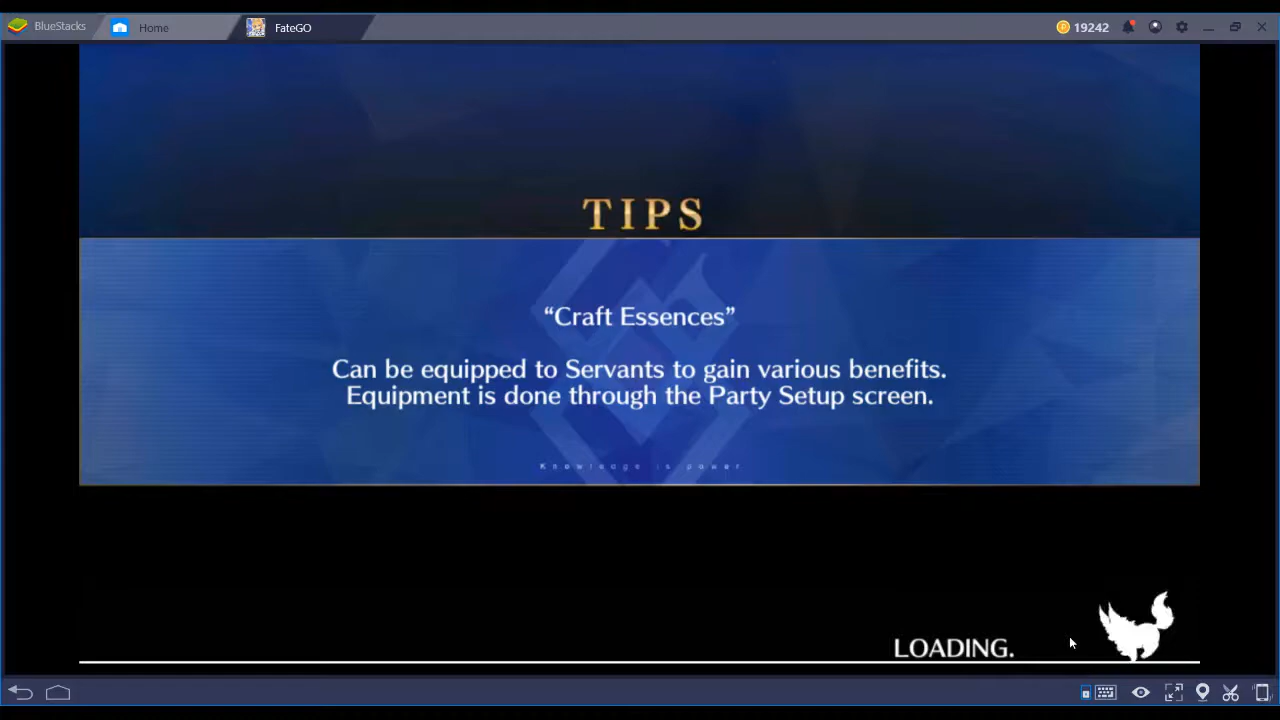 BlueStacks
Home
FateGO
19242
TIPS
“Craft Essences”
Can be equipped to Servants to gain various benefits.
Equipment is done through the Party Setup screen.
Knowledge is power
LOADING.